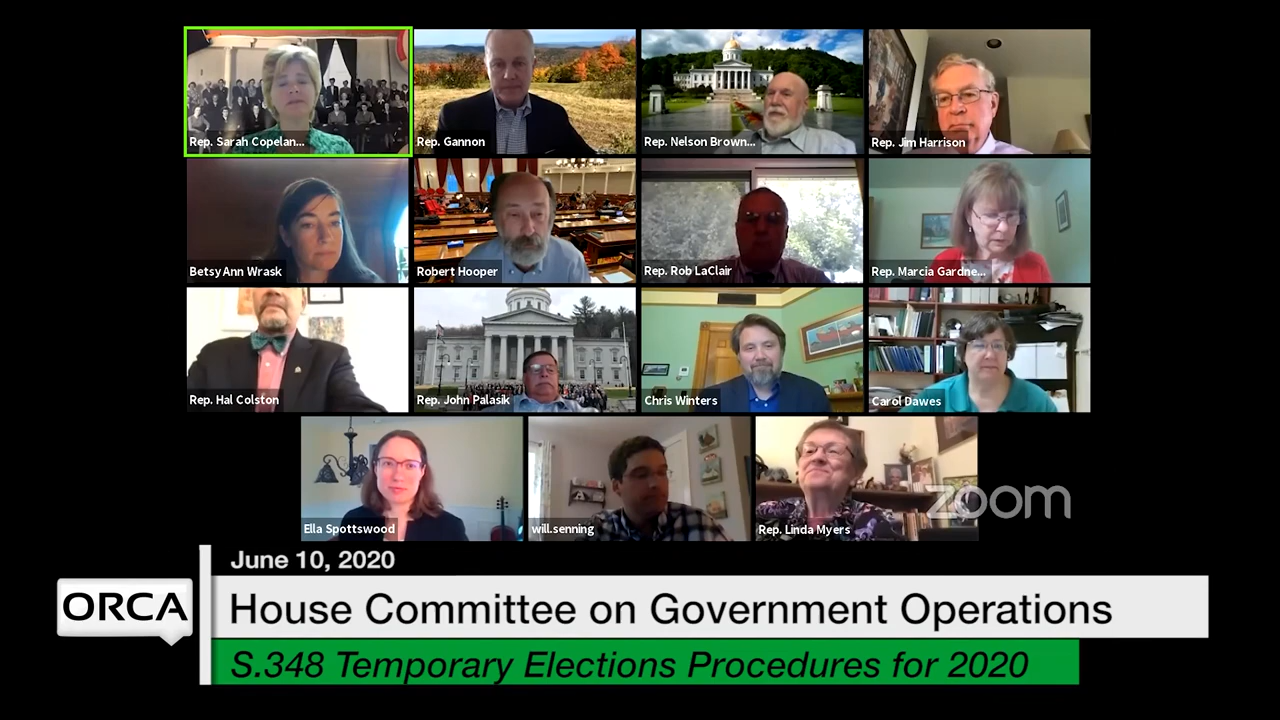 Rep. Sarah Copelan...
Rep. Gannon
Rep. Nelson Brown...
Rep. Jim Harrison
Betsy Ann Wrask
Robert Hooper
Rep. Rob LaClair
Rep. Marcia Gardne...
Rep. Hal Colston
Rep. John Palasik
Chris Winters
Carol Dawes
Ella Spottswood
will.senning
Rep. Linda Myers
zoom
June 10, 2020
ORCA
House Committee on Government Operations
S.348 Temporary Elections Procedures for 2020